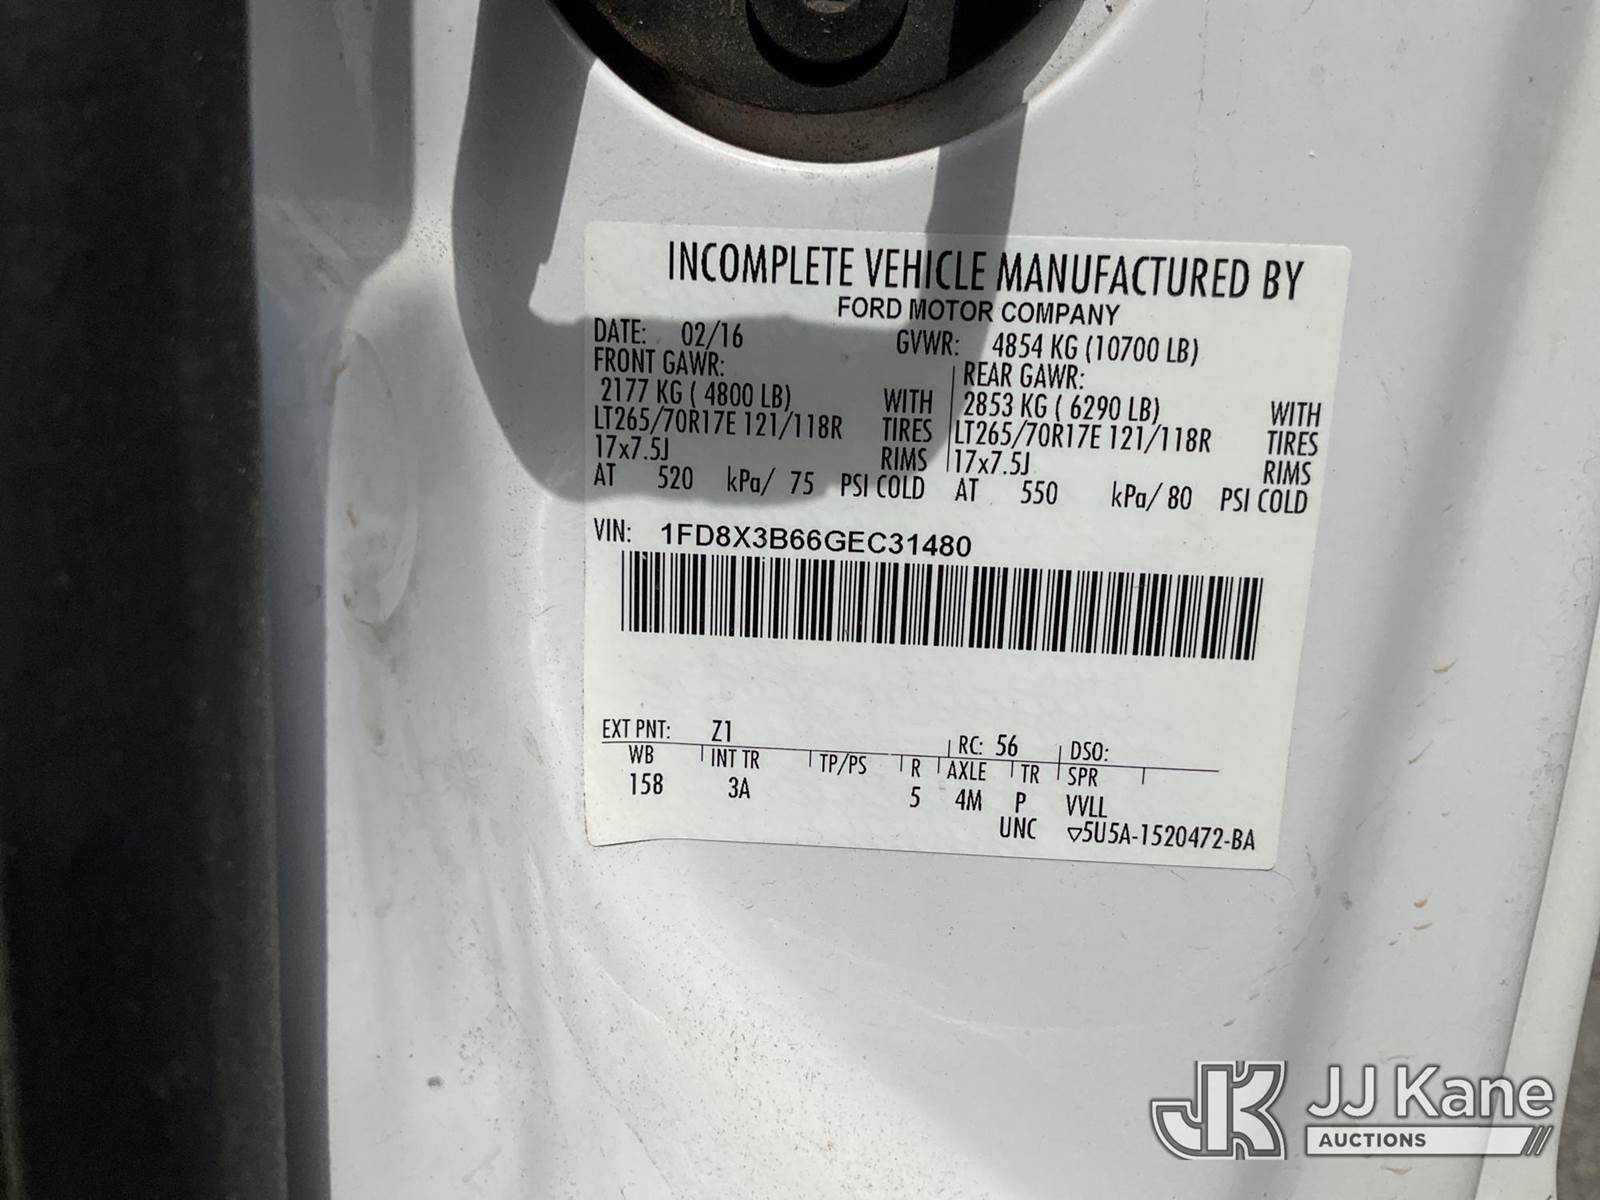 INCOMPLETE VEHICLE MANUFACTURED BY
FORD MOTOR COMPANY
DATE: 02/16 GVWR: 4854 KG (10700 LB)
FRONT GAWR: REAR GAWR:
2177 KG ( 4800 LB) WITH 2853 KG ( 6290 LB) WITH
LT265/70R17E 121/118R TIRES LT265/70R17E 121/118R TIRES
17x7.5J RIMS 17x7.5J RIMS
AT 520 kPa/ 75 PSI COLD AT 550 kPa/ 80 PSI COLD
VIN: 1FD8X3B66GEC31480
EXT PNT: Z1 RC: 56 DSO:
WB INT TR TP/PS R AXLE TR SPR
158 3A 5 4M P VVLL
UNC ▽5U5A-1520472-BA
JK JJ Kane
AUCTIONS